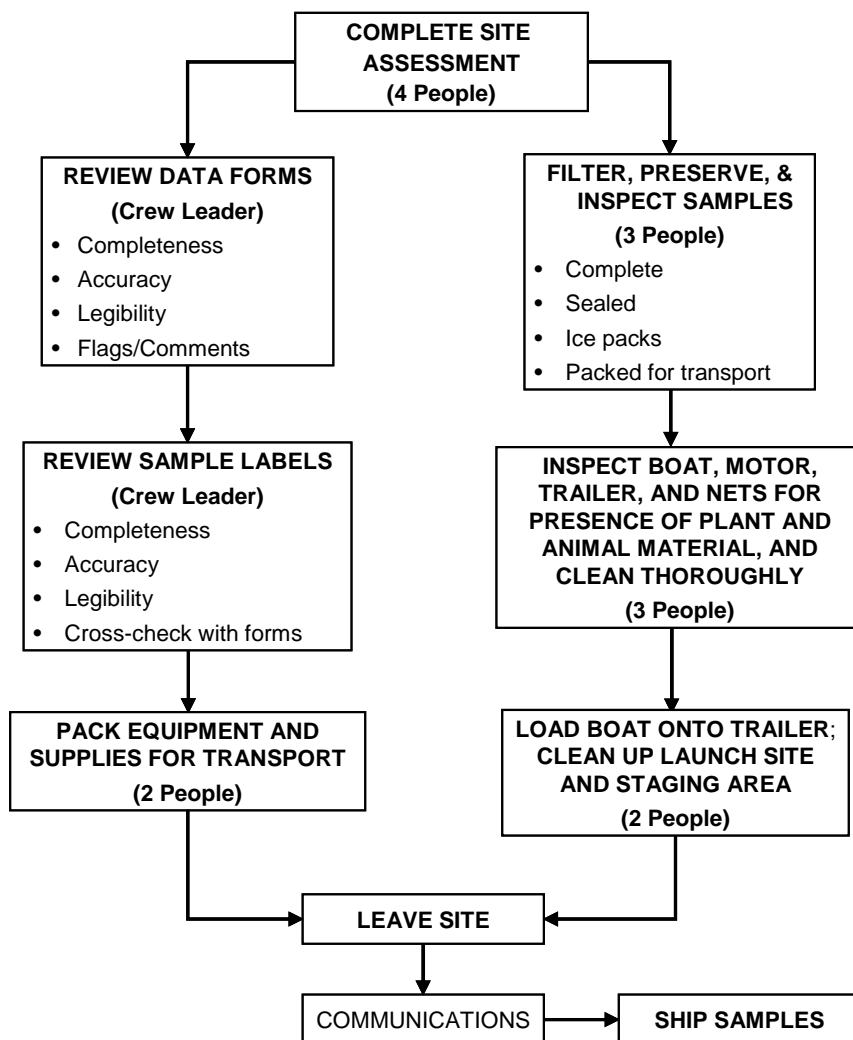 COMPLETE SITE
ASSESSMENT
(4 People)
REVIEW DATA FORMS
(Crew Leader)
• Completeness
• Accuracy
• Legibility
• Flags/Comments
FILTER, PRESERVE, &
INSPECT SAMPLES
(3 People)
• Complete
• Sealed
• Ice packs
• Packed for transport
REVIEW SAMPLE LABELS
(Crew Leader)
• Completeness
• Accuracy
• Legibility
• Cross-check with forms
INSPECT BOAT, MOTOR,
TRAILER, AND NETS FOR
PRESENCE OF PLANT AND
ANIMAL MATERIAL, AND
CLEAN THOROUGHLY
(3 People)
PACK EQUIPMENT AND
SUPPLIES FOR TRANSPORT
(2 People)
LOAD BOAT ONTO TRAILER;
CLEAN UP LAUNCH SITE
AND STAGING AREA
(2 People)
LEAVE SITE
COMMUNICATIONS
SHIP SAMPLES